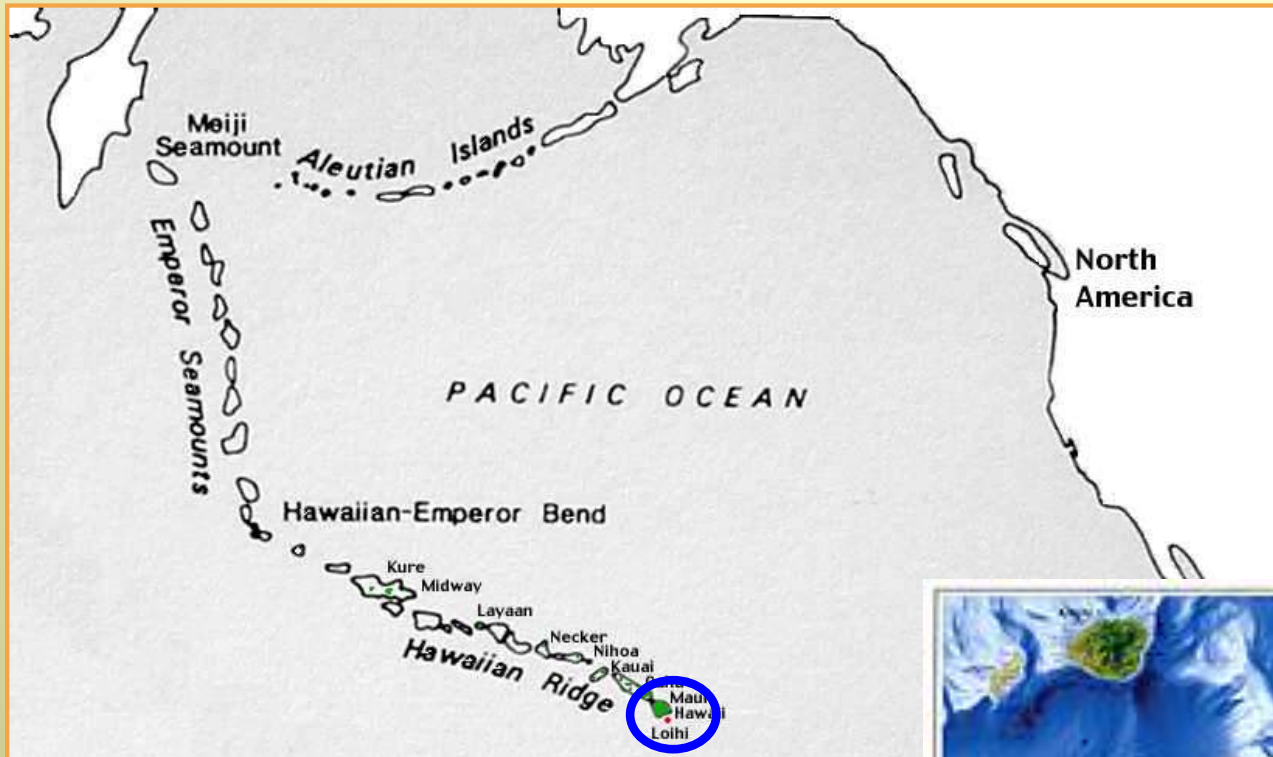 Meiji
Seamount
Aleutian Islands
Emperor Seamounts
North
America
PACIFIC OCEAN
Hawaiian-Emperor Bend
Kure
Midway
Layaan
Necker
Nihoa
Kauai
Maui
Hawaii
Loihi
Hawaiian Ridge